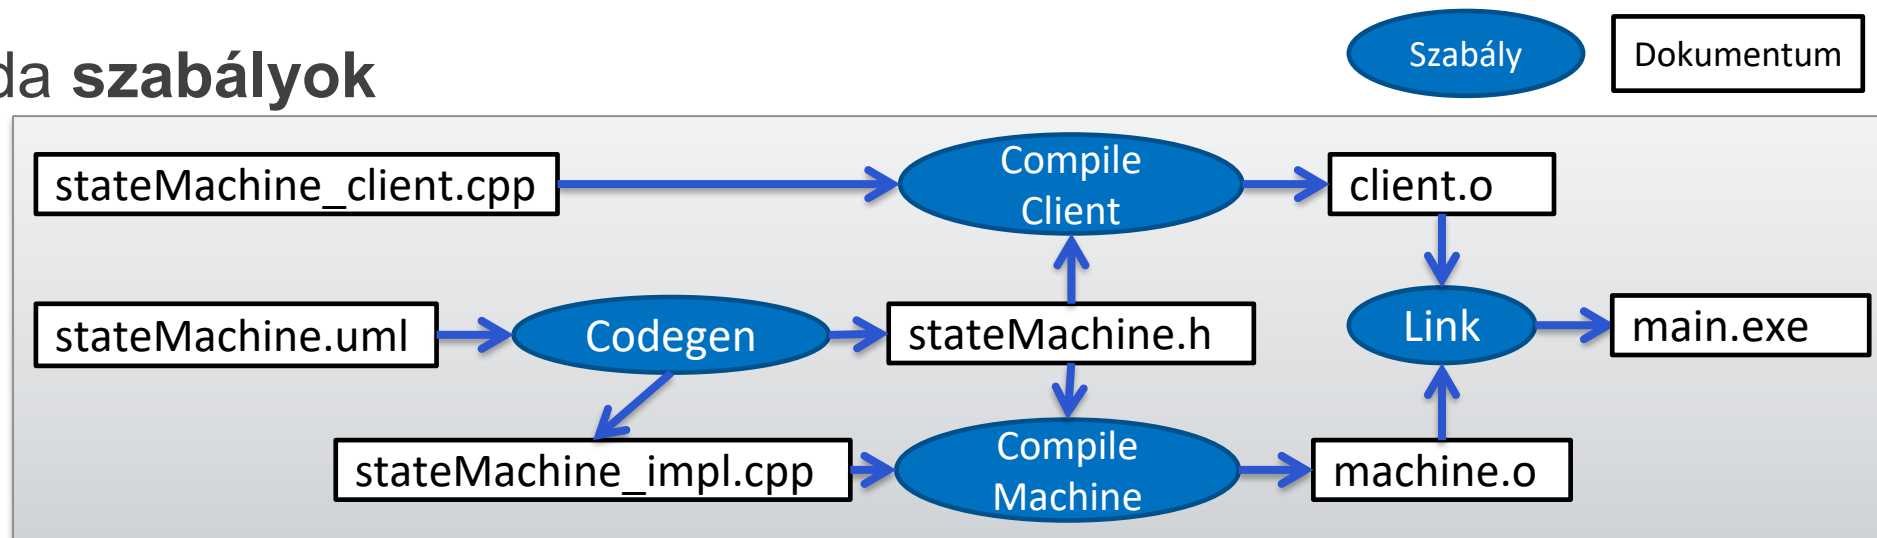 szabályok
Szabály
Dokumentum
stateMachine_client.cpp
Compile
Client
client.o
stateMachine.uml
Codegen
stateMachine.h
Link
main.exe
stateMachine_impl.cpp
Compile
Machine
machine.o